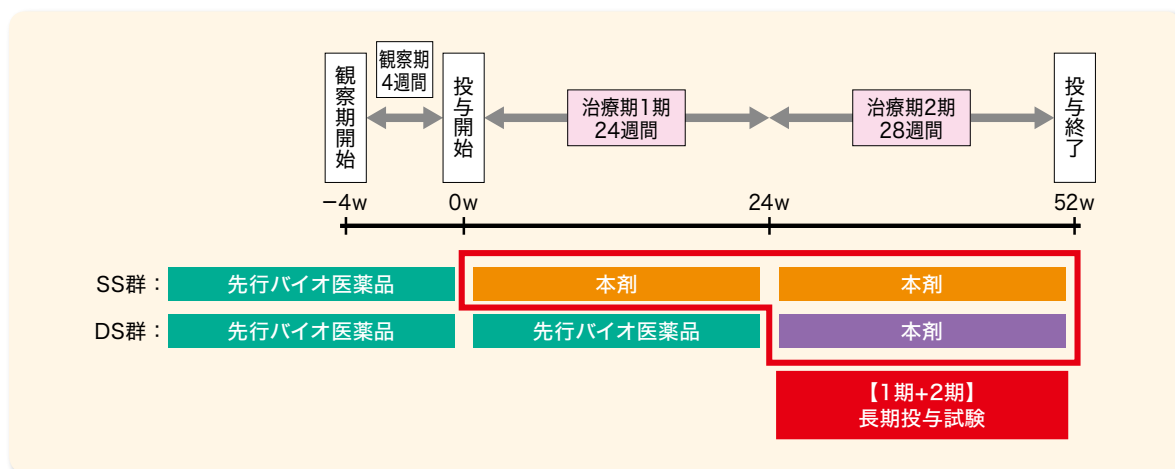 観察期開始
観察期
4週間
投与開始
治療期1期
24週間
治療期2期
28週間
投与終了
－4w
0w
24w
52w
SS群：
先行バイオ医薬品
本剤
本剤
DS群：
先行バイオ医薬品
先行バイオ医薬品
本剤
【1期+2期】
長期投与試験